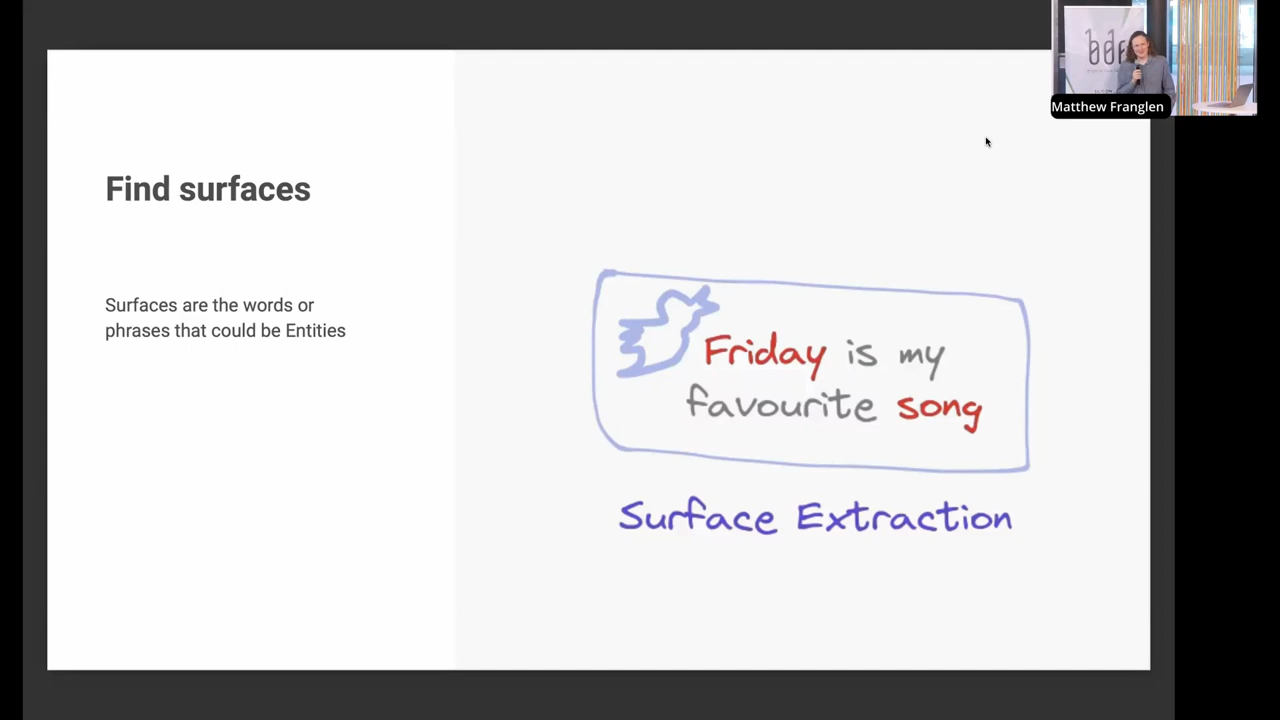 Find surfaces
Surfaces are the words or
phrases that could be Entities
Friday is my
favourite song
Surface Extraction
Matthew Franglen